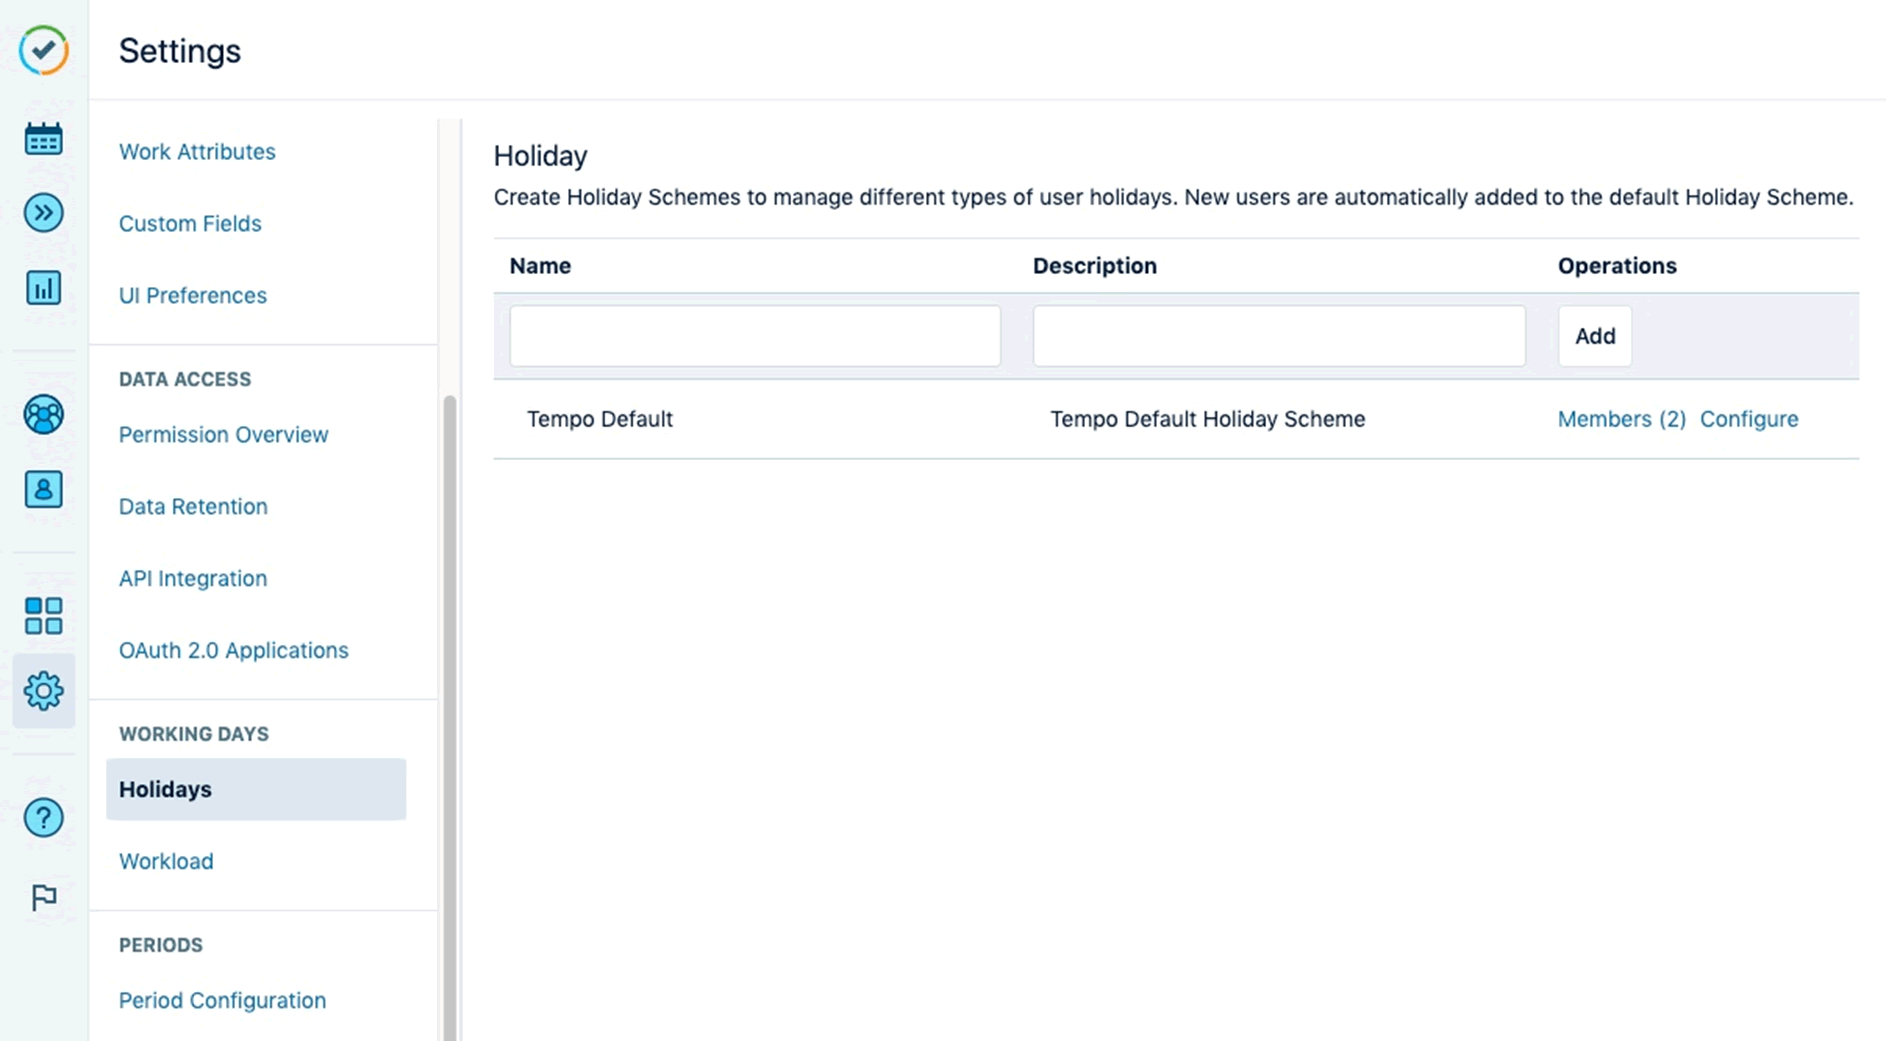 Settings
Work Attributes
Custom Fields
UI Preferences
DATA ACCESS
Permission Overview
Data Retention
API Integration
OAuth 2.0 Applications
WORKING DAYS
Holidays
Workload
PERIODS
Period Configuration
Holiday
Create Holiday Schemes to manage different types of user holidays. New users are automatically added to the default Holiday Scheme.
Name Description Operations
Add
Tempo Default Tempo Default Holiday Scheme Members (2) Configure
?